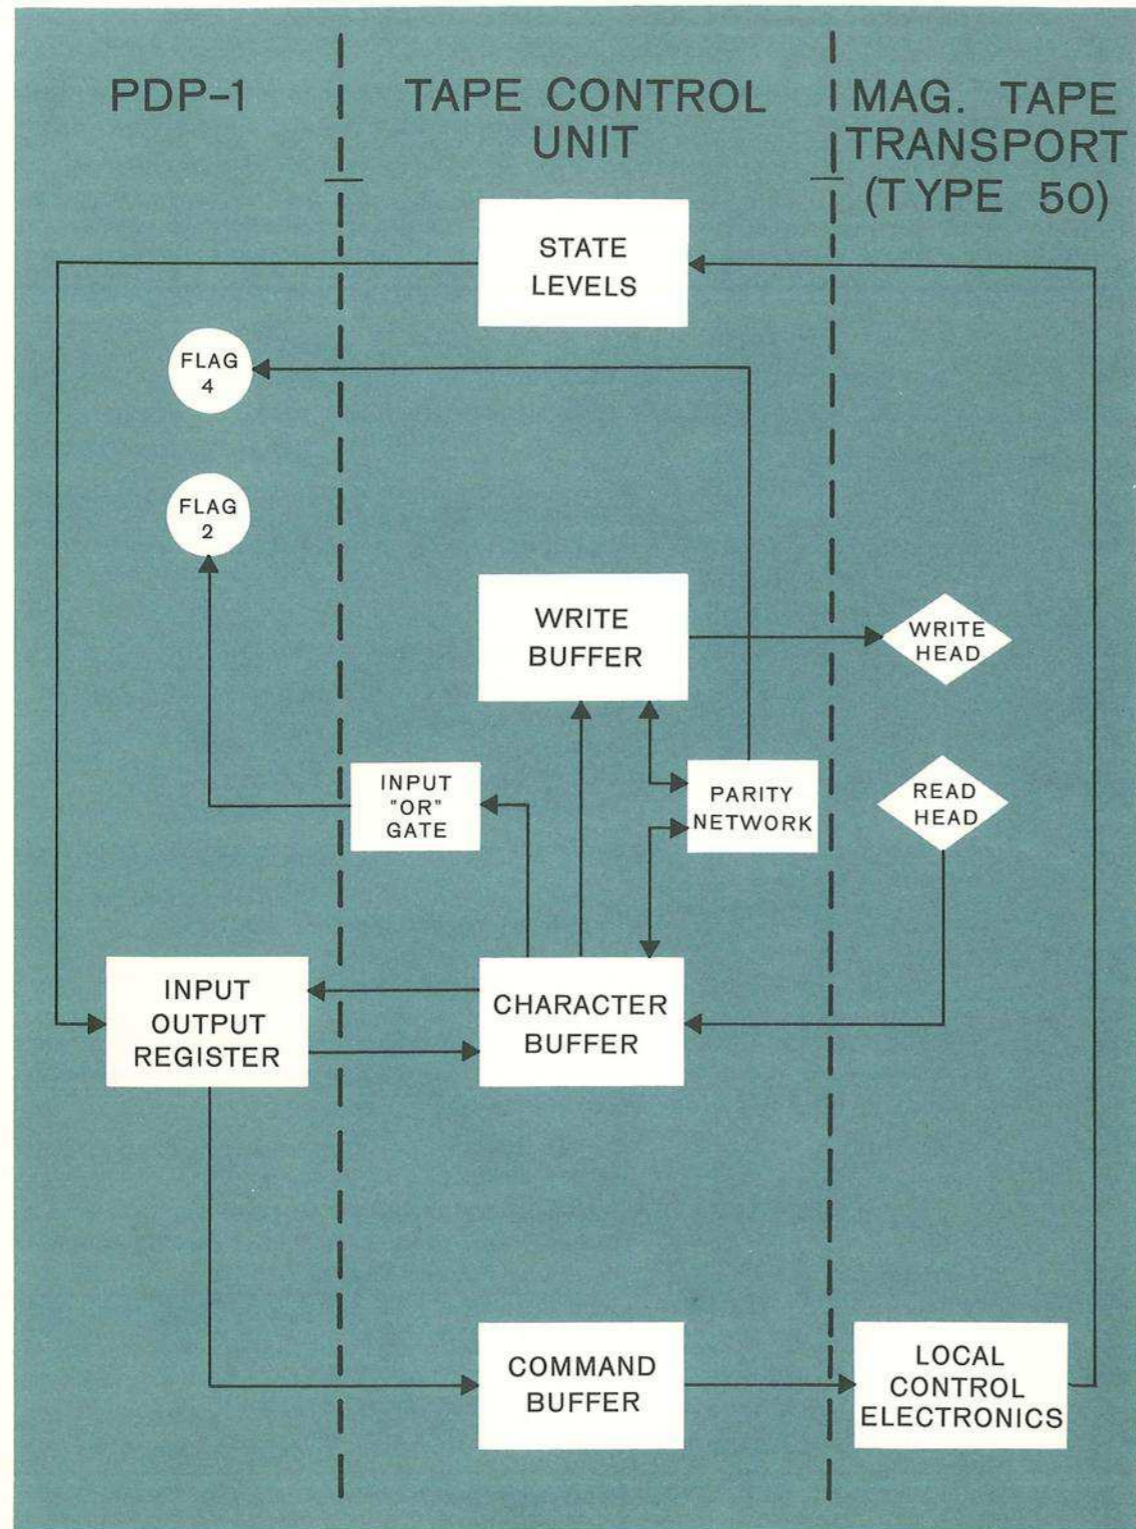 PDP-1
TAPE CONTROL
UNIT
MAG. TAPE
TRANSPORT
(TYPE 50)
STATE
LEVELS
FLAG
4
FLAG
2
WRITE
BUFFER
WRITE
HEAD
INPUT
"OR"
GATE
PARITY
NETWORK
READ
HEAD
INPUT
OUTPUT
REGISTER
CHARACTER
BUFFER
COMMAND
BUFFER
LOCAL
CONTROL
ELECTRONICS